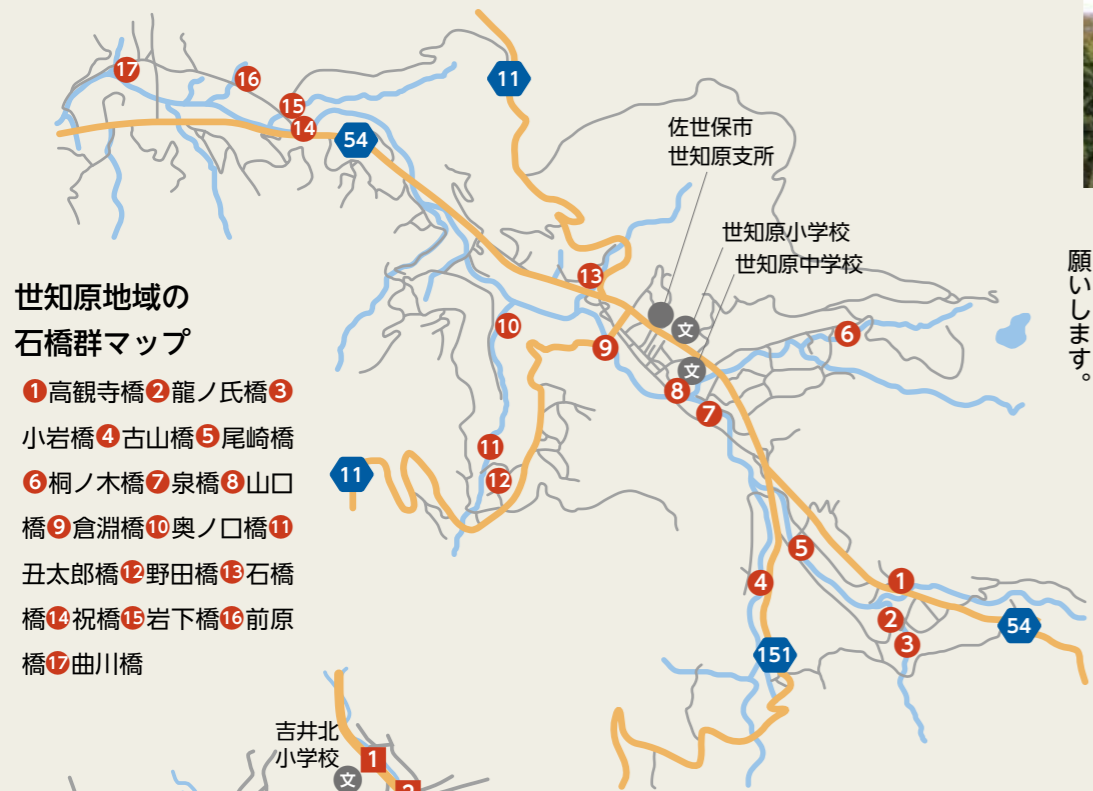 世知原地域の
石橋群マップ
❶高観寺橋❷龍ノ氏橋❸
小岩橋❹古山橋❺尾崎橋
❻桐ノ木橋❼泉橋❽山口
橋❾倉淵橋❿奥ノ口橋⓫
丑太郎橋⓬野田橋⓭石橋
橋⓮祝橋⓯岩下橋⓰前原
橋⓱曲川橋
17
16
15
14
54
11
佐世保市
世知原支所
世知原小学校
世知原中学校
13
文
文
10
9
6
8
7
11
12
11
5
4
1
2
3
54
151
吉井北
小学校
文
1
2
願いします。